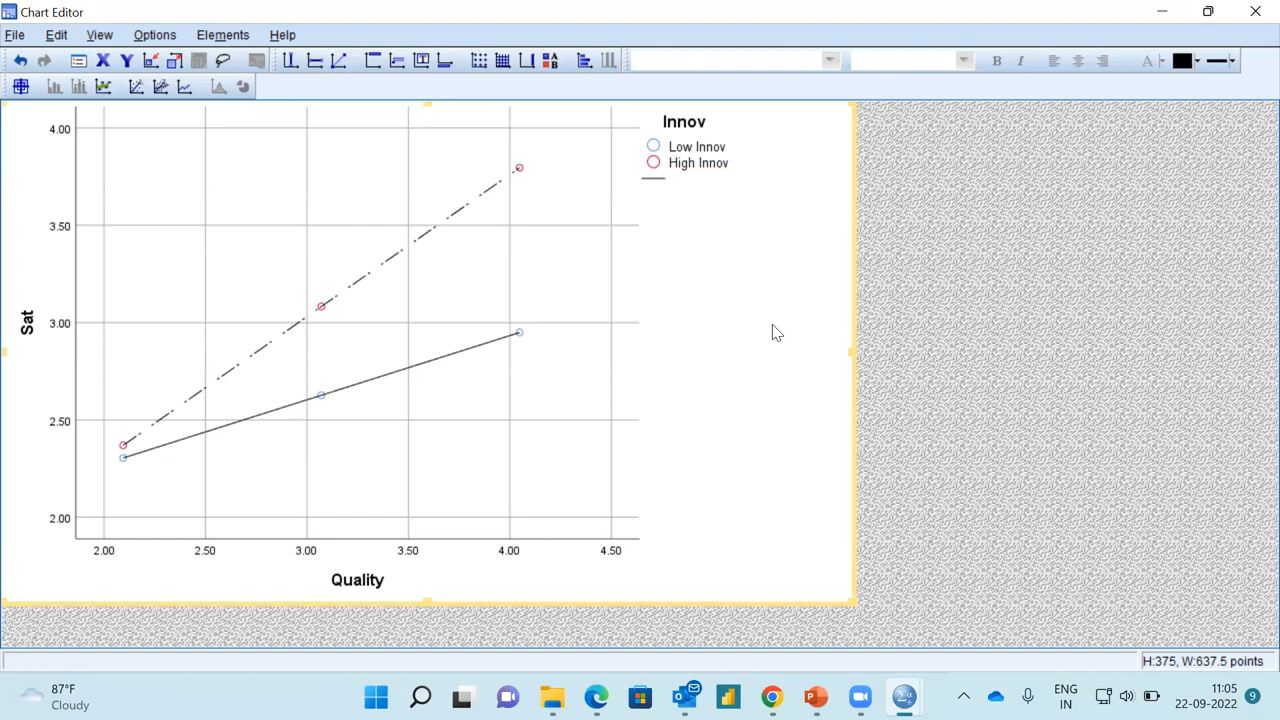 Chart Editor
File Edit View Options Elements Help
X Y
B I A
Innov
Low Innov
High Innov
4.00
3.50
3.00
2.50
2.00
Sat
2.00 2.50 3.00 3.50 4.00 4.50
Quality
H:375, W:637.5 points
87°F
Cloudy
ENG
IN
11:05
22-09-2022
9